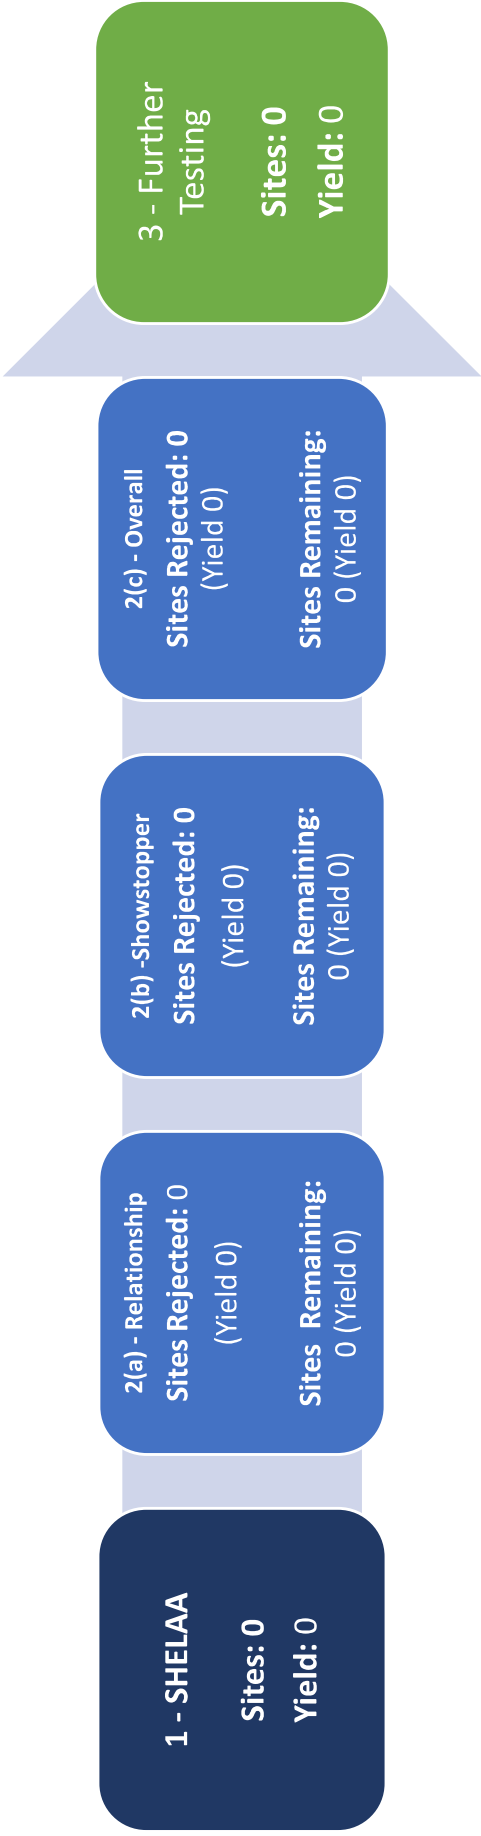 1 - SHELAA
Sites: 0
Yield: 0
2(a) - Relationship
Sites Rejected: 0
(Yield 0)
Sites  Remaining:
0 (Yield 0)
2(b) -Showstopper
Sites Rejected: 0
(Yield 0)
Sites Remaining:
0 (Yield 0)
2(c) - Overall
Sites Rejected: 0
(Yield 0)
Sites Remaining:
0 (Yield 0)
3 - Further
Testing
Sites: 0
Yield: 0